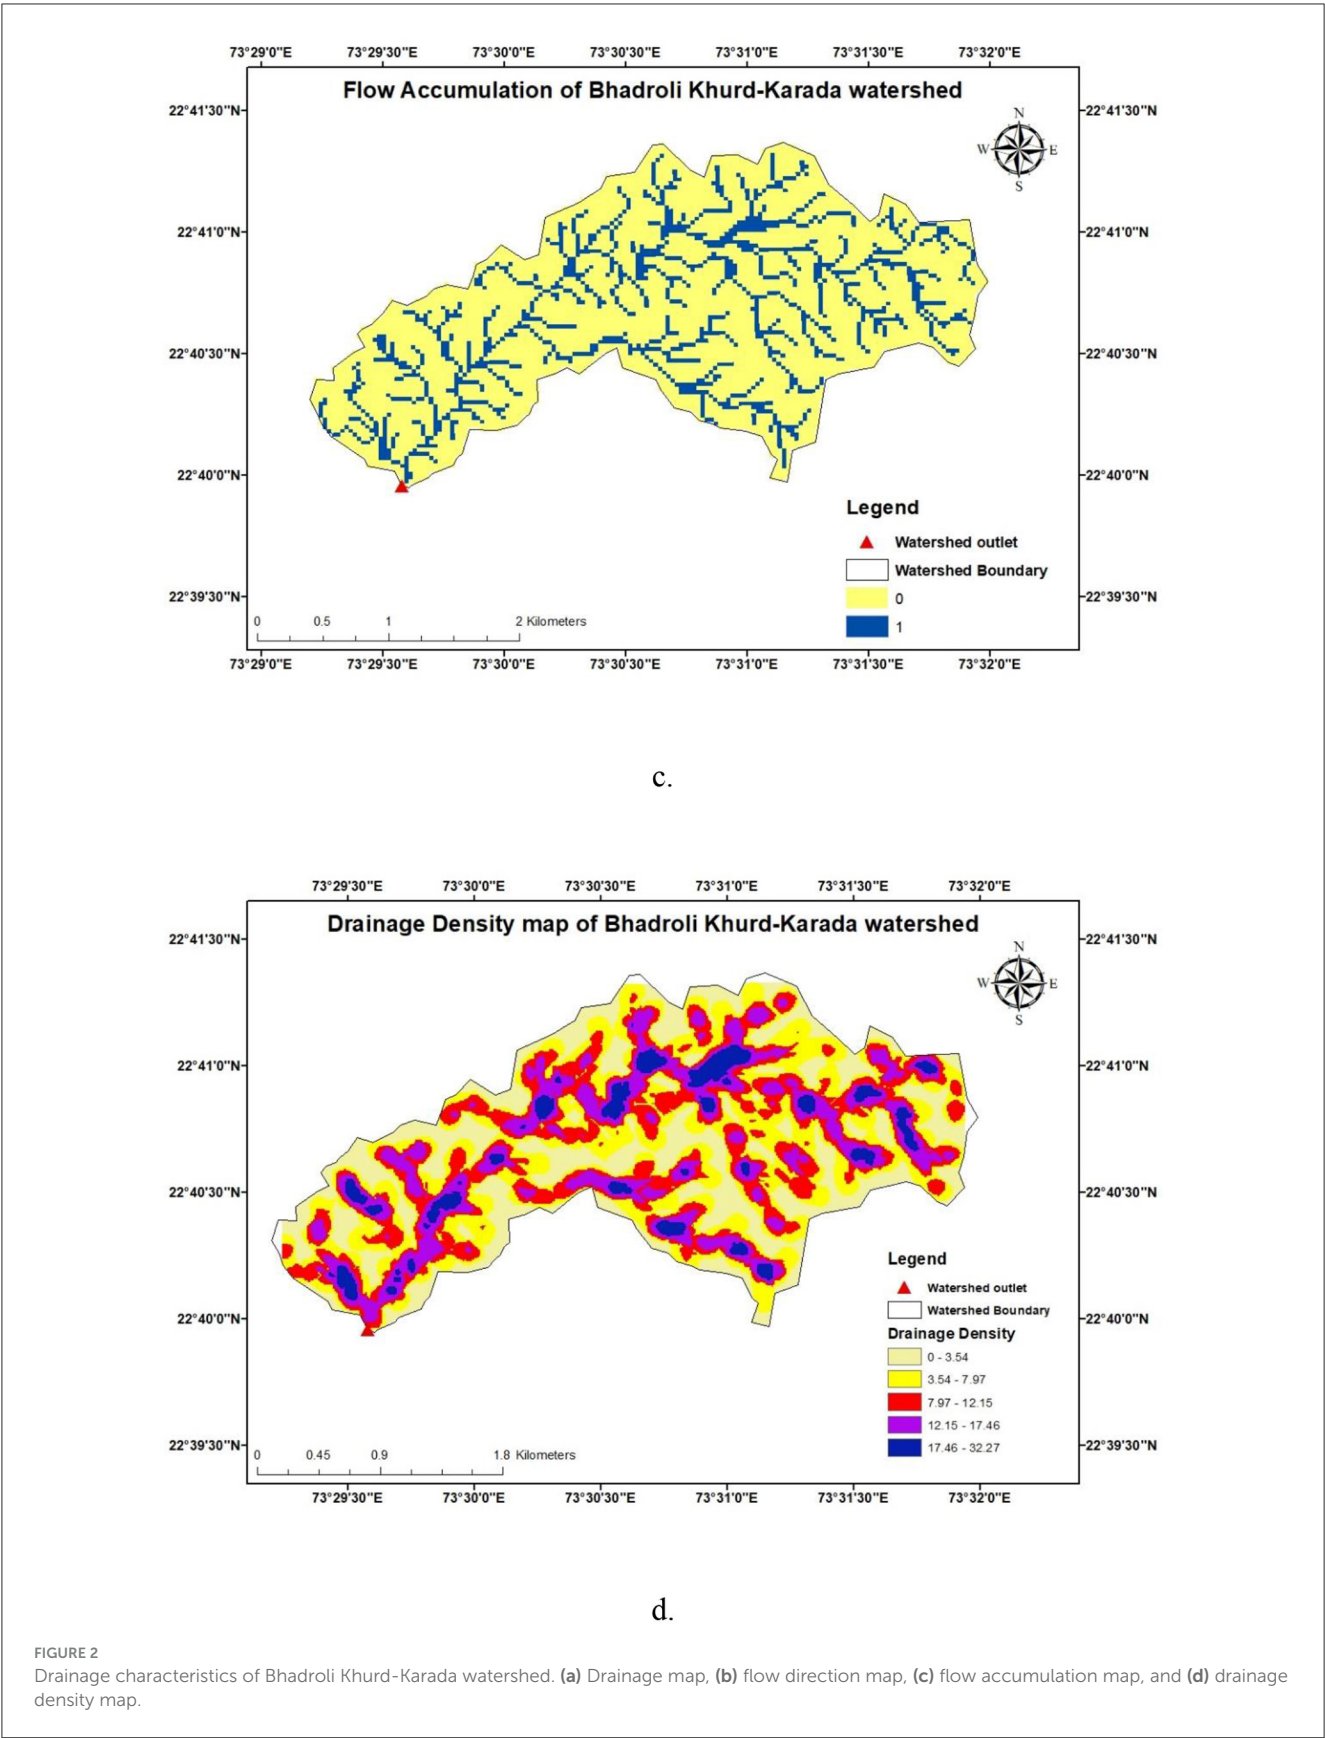 73°29'0"E 73°29'30"E 73°30'0"E 73°30'30"E 73°31'0"E 73°31'30"E 73°32'0"E
Flow Accumulation of Bhadroli Khurd-Karada watershed
22°41'30"N 22°41'30"N
N
W E
S
22°41'0"N 22°41'0"N
22°40'30"N 22°40'30"N
22°40'0"N 22°40'0"N
Legend
Watershed outlet
Watershed Boundary
0
1
22°39'30"N 22°39'30"N
0 0.5 1 2 Kilometers
73°29'0"E 73°29'30"E 73°30'0"E 73°30'30"E 73°31'0"E 73°31'30"E 73°32'0"E
c.
73°29'30"E 73°30'0"E 73°30'30"E 73°31'0"E 73°31'30"E 73°32'0"E
Drainage Density map of Bhadroli Khurd-Karada watershed
22°41'30"N 22°41'30"N
N
W E
S
22°41'0"N 22°41'0"N
22°40'30"N 22°40'30"N
22°40'0"N 22°40'0"N
Legend
Watershed outlet
Watershed Boundary
Drainage Density
0 - 3.54
3.54 - 7.97
7.97 - 12.15
12.15 - 17.46
17.46 - 32.27
22°39'30"N 22°39'30"N
0 0.45 0.9 1.8 Kilometers
73°29'30"E 73°30'0"E 73°30'30"E 73°31'0"E 73°31'30"E 73°32'0"E
d.
FIGURE 2
Drainage characteristics of Bhadroli Khurd-Karada watershed. (a) Drainage map, (b) flow direction map, (c) flow accumulation map, and (d) drainage
density map.